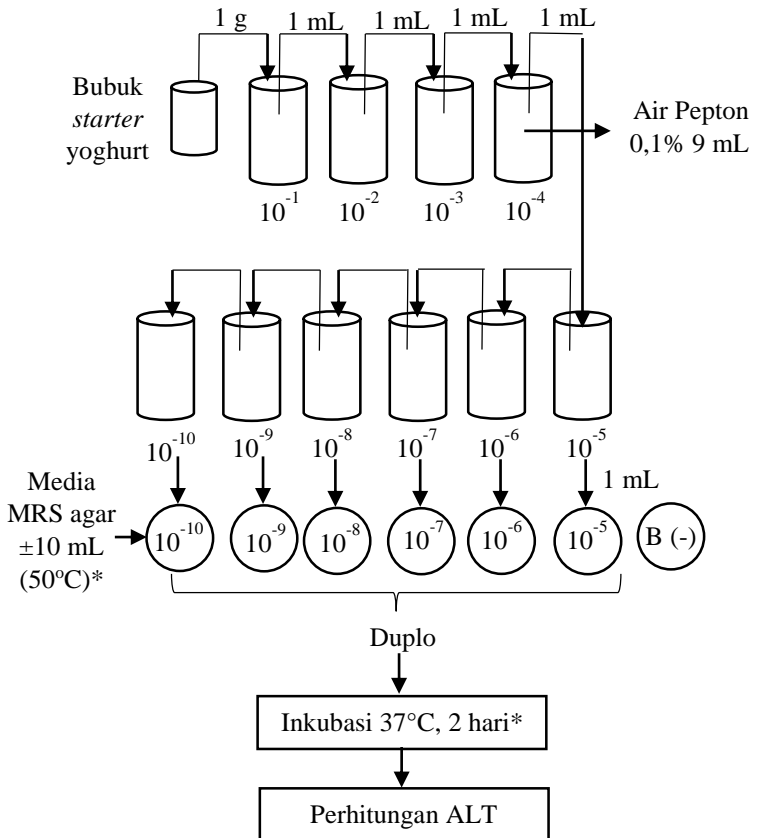 1 g
1 mL
1 mL
1 mL
1 mL
Bubuk
starter
yoghurt
Air Pepton
0,1% 9 mL
10⁻¹
10⁻²
10⁻³
10⁻⁴
10⁻¹⁰
10⁻⁹
10⁻⁸
10⁻⁷
10⁻⁶
10⁻⁵
1 mL
Media
MRS agar
±10 mL
(50ºC)*
10⁻¹⁰
10⁻⁹
10⁻⁸
10⁻⁷
10⁻⁶
10⁻⁵
B (-)
Duplo
Inkubasi 37°C, 2 hari*
Perhitungan ALT